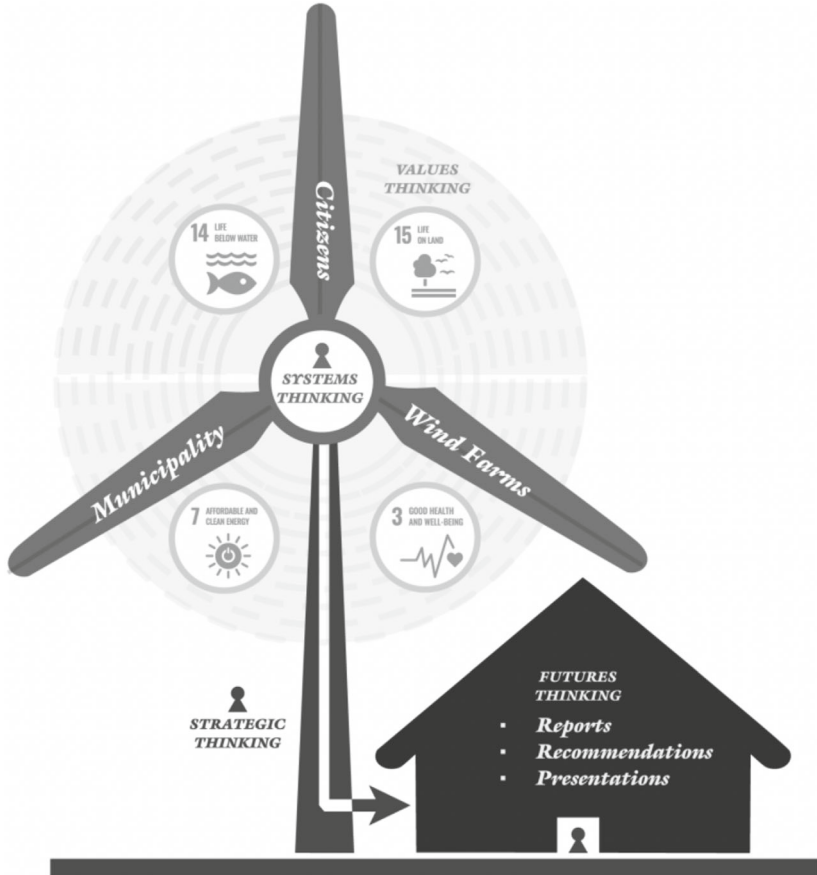 VALUES
THINKING
Citizens
14 LIFE
BELOW WATER
15 LIFE
ON LAND
SYSTEMS
THINKING
Municipality
Wind Farms
7 AFFORDABLE AND
CLEAN ENERGY
3 GOOD HEALTH
AND WELL-BEING
STRATEGIC
THINKING
FUTURES
THINKING
▪ Reports
▪ Recommendations
▪ Presentations